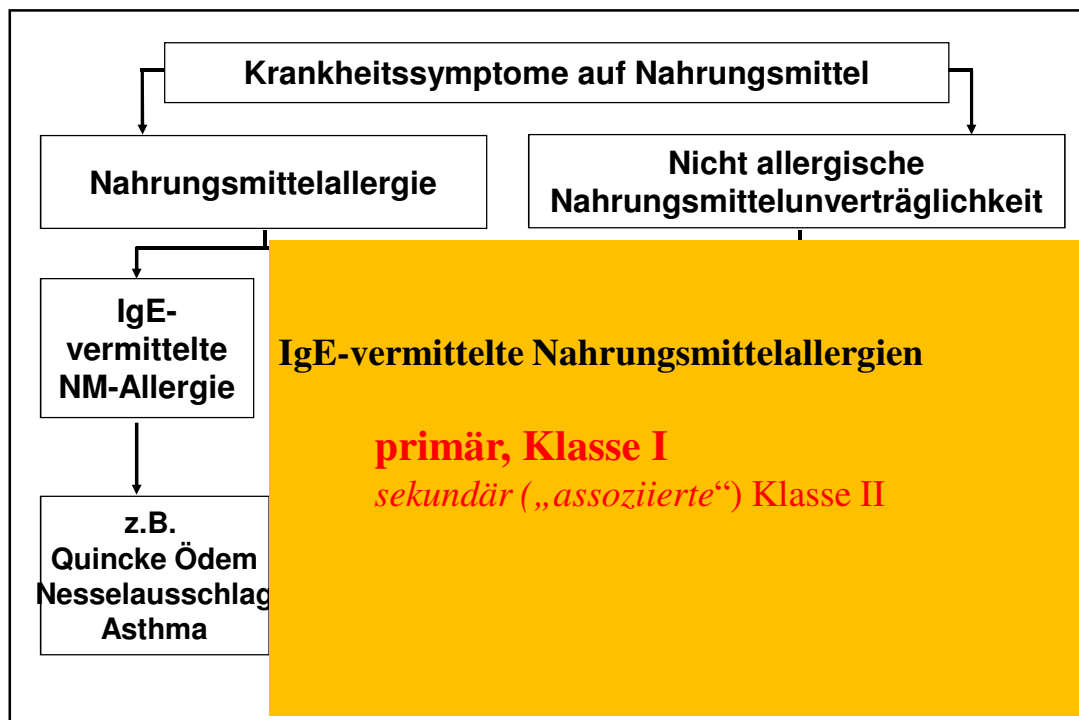 Krankheitssymptome auf Nahrungsmittel
Nahrungsmittelallergie
Nicht allergische
Nahrungsmittelunverträglichkeit
IgE-
vermittelte
NM-Allergie
IgE-vermittelte Nahrungsmittelallergien
primär, Klasse I
sekundär („assoziierte“) Klasse II
z.B.
Quincke Ödem
Nesselausschlag
Asthma